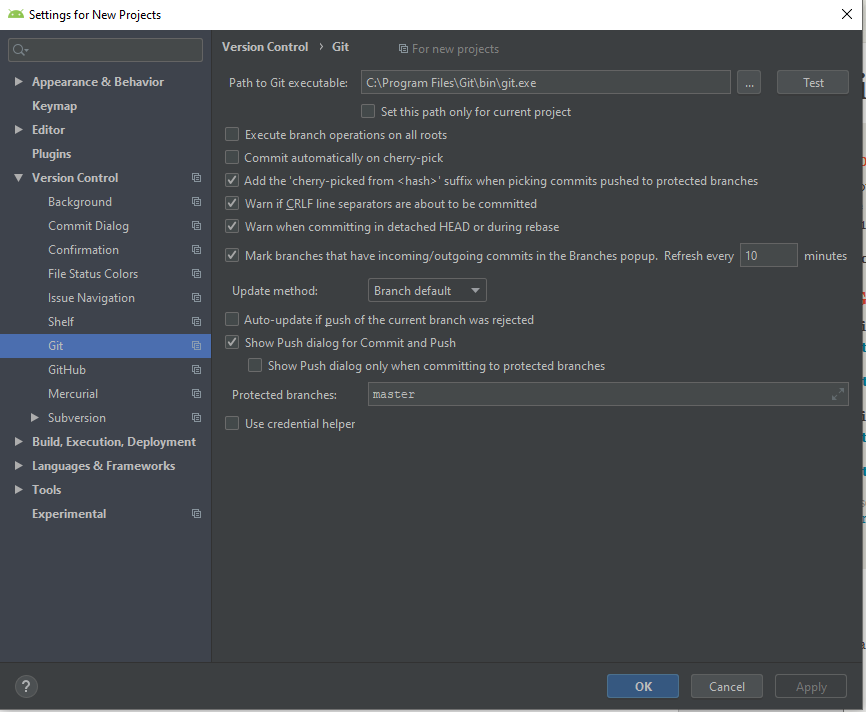 Settings for New Projects
Appearance & Behavior
Keymap
Editor
Plugins
Version Control
Background
Commit Dialog
Confirmation
File Status Colors
Issue Navigation
Shelf
Git
GitHub
Mercurial
Subversion
Build, Execution, Deployment
Languages & Frameworks
Tools
Experimental
Version Control › Git For new projects
Path to Git executable: C:\Program Files\Git\bin\git.exe ... Test
Set this path only for current project
Execute branch operations on all roots
Commit automatically on cherry-pick
Add the 'cherry-picked from <hash>' suffix when picking commits pushed to protected branches
Warn if CRLF line separators are about to be committed
Warn when committing in detached HEAD or during rebase
Mark branches that have incoming/outgoing commits in the Branches popup. Refresh every 10 minutes
Update method: Branch default
Auto-update if push of the current branch was rejected
Show Push dialog for Commit and Push
Show Push dialog only when committing to protected branches
Protected branches: master
Use credential helper
? OK Cancel Apply